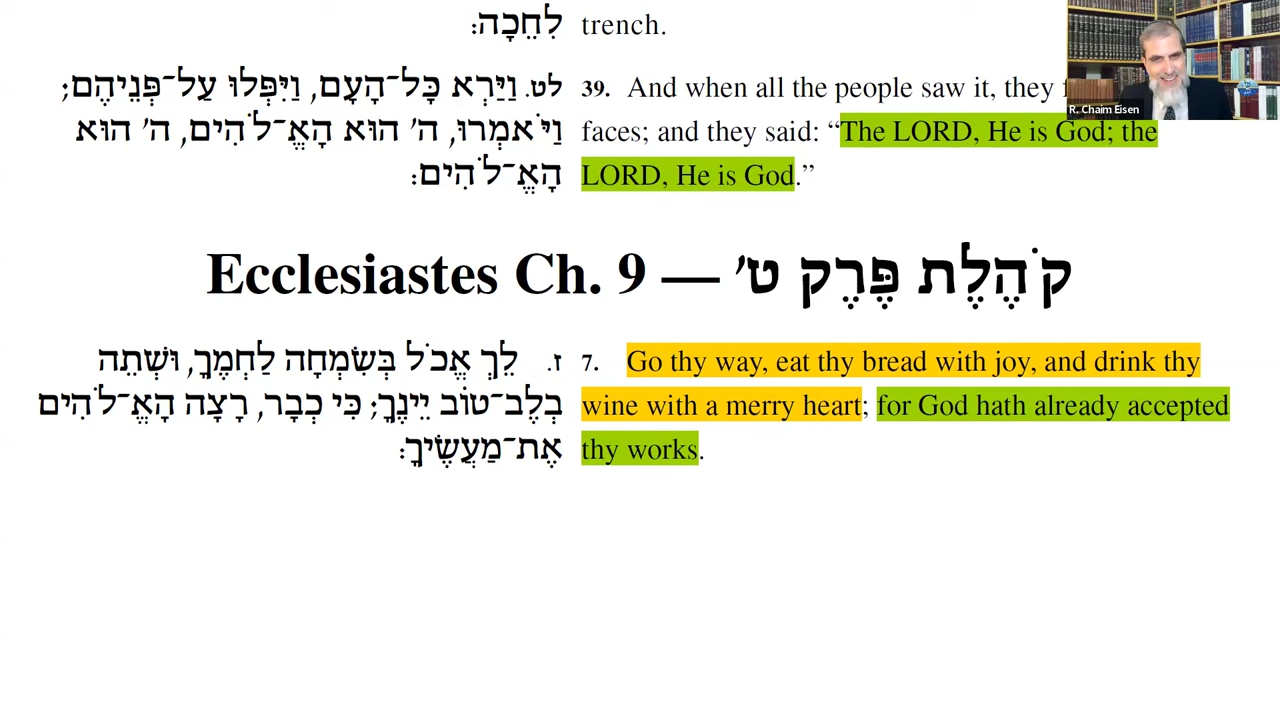 לִחֵכָה: trench.
לט. וַיַּרְא כָּל־הָעָם, וַיִּפְּלוּ עַל־פְּנֵיהֶם; 39. And when all the people saw it, they
וַיֹּאמְרוּ, ה' הוּא הָאֱ־לֹהִים, ה' הוּא faces; and they said: “The LORD, He is God; the
הָאֱ־לֹהִים: LORD, He is God.”
Ecclesiastes Ch. 9 — קֹהֶלֶת פֶּרֶק ט'
ז. לֵךְ אֱכֹל בְּשִׂמְחָה לַחְמֶךָ, וּשְׁתֵה 7. Go thy way, eat thy bread with joy, and drink thy
בְלֶב־טוֹב יֵינֶךָ; כִּי כְבָר, רָצָה הָאֱ־לֹהִים wine with a merry heart; for God hath already accepted
אֶת־מַעֲשֶׂיךָ: thy works.
R. Chaim Eisen